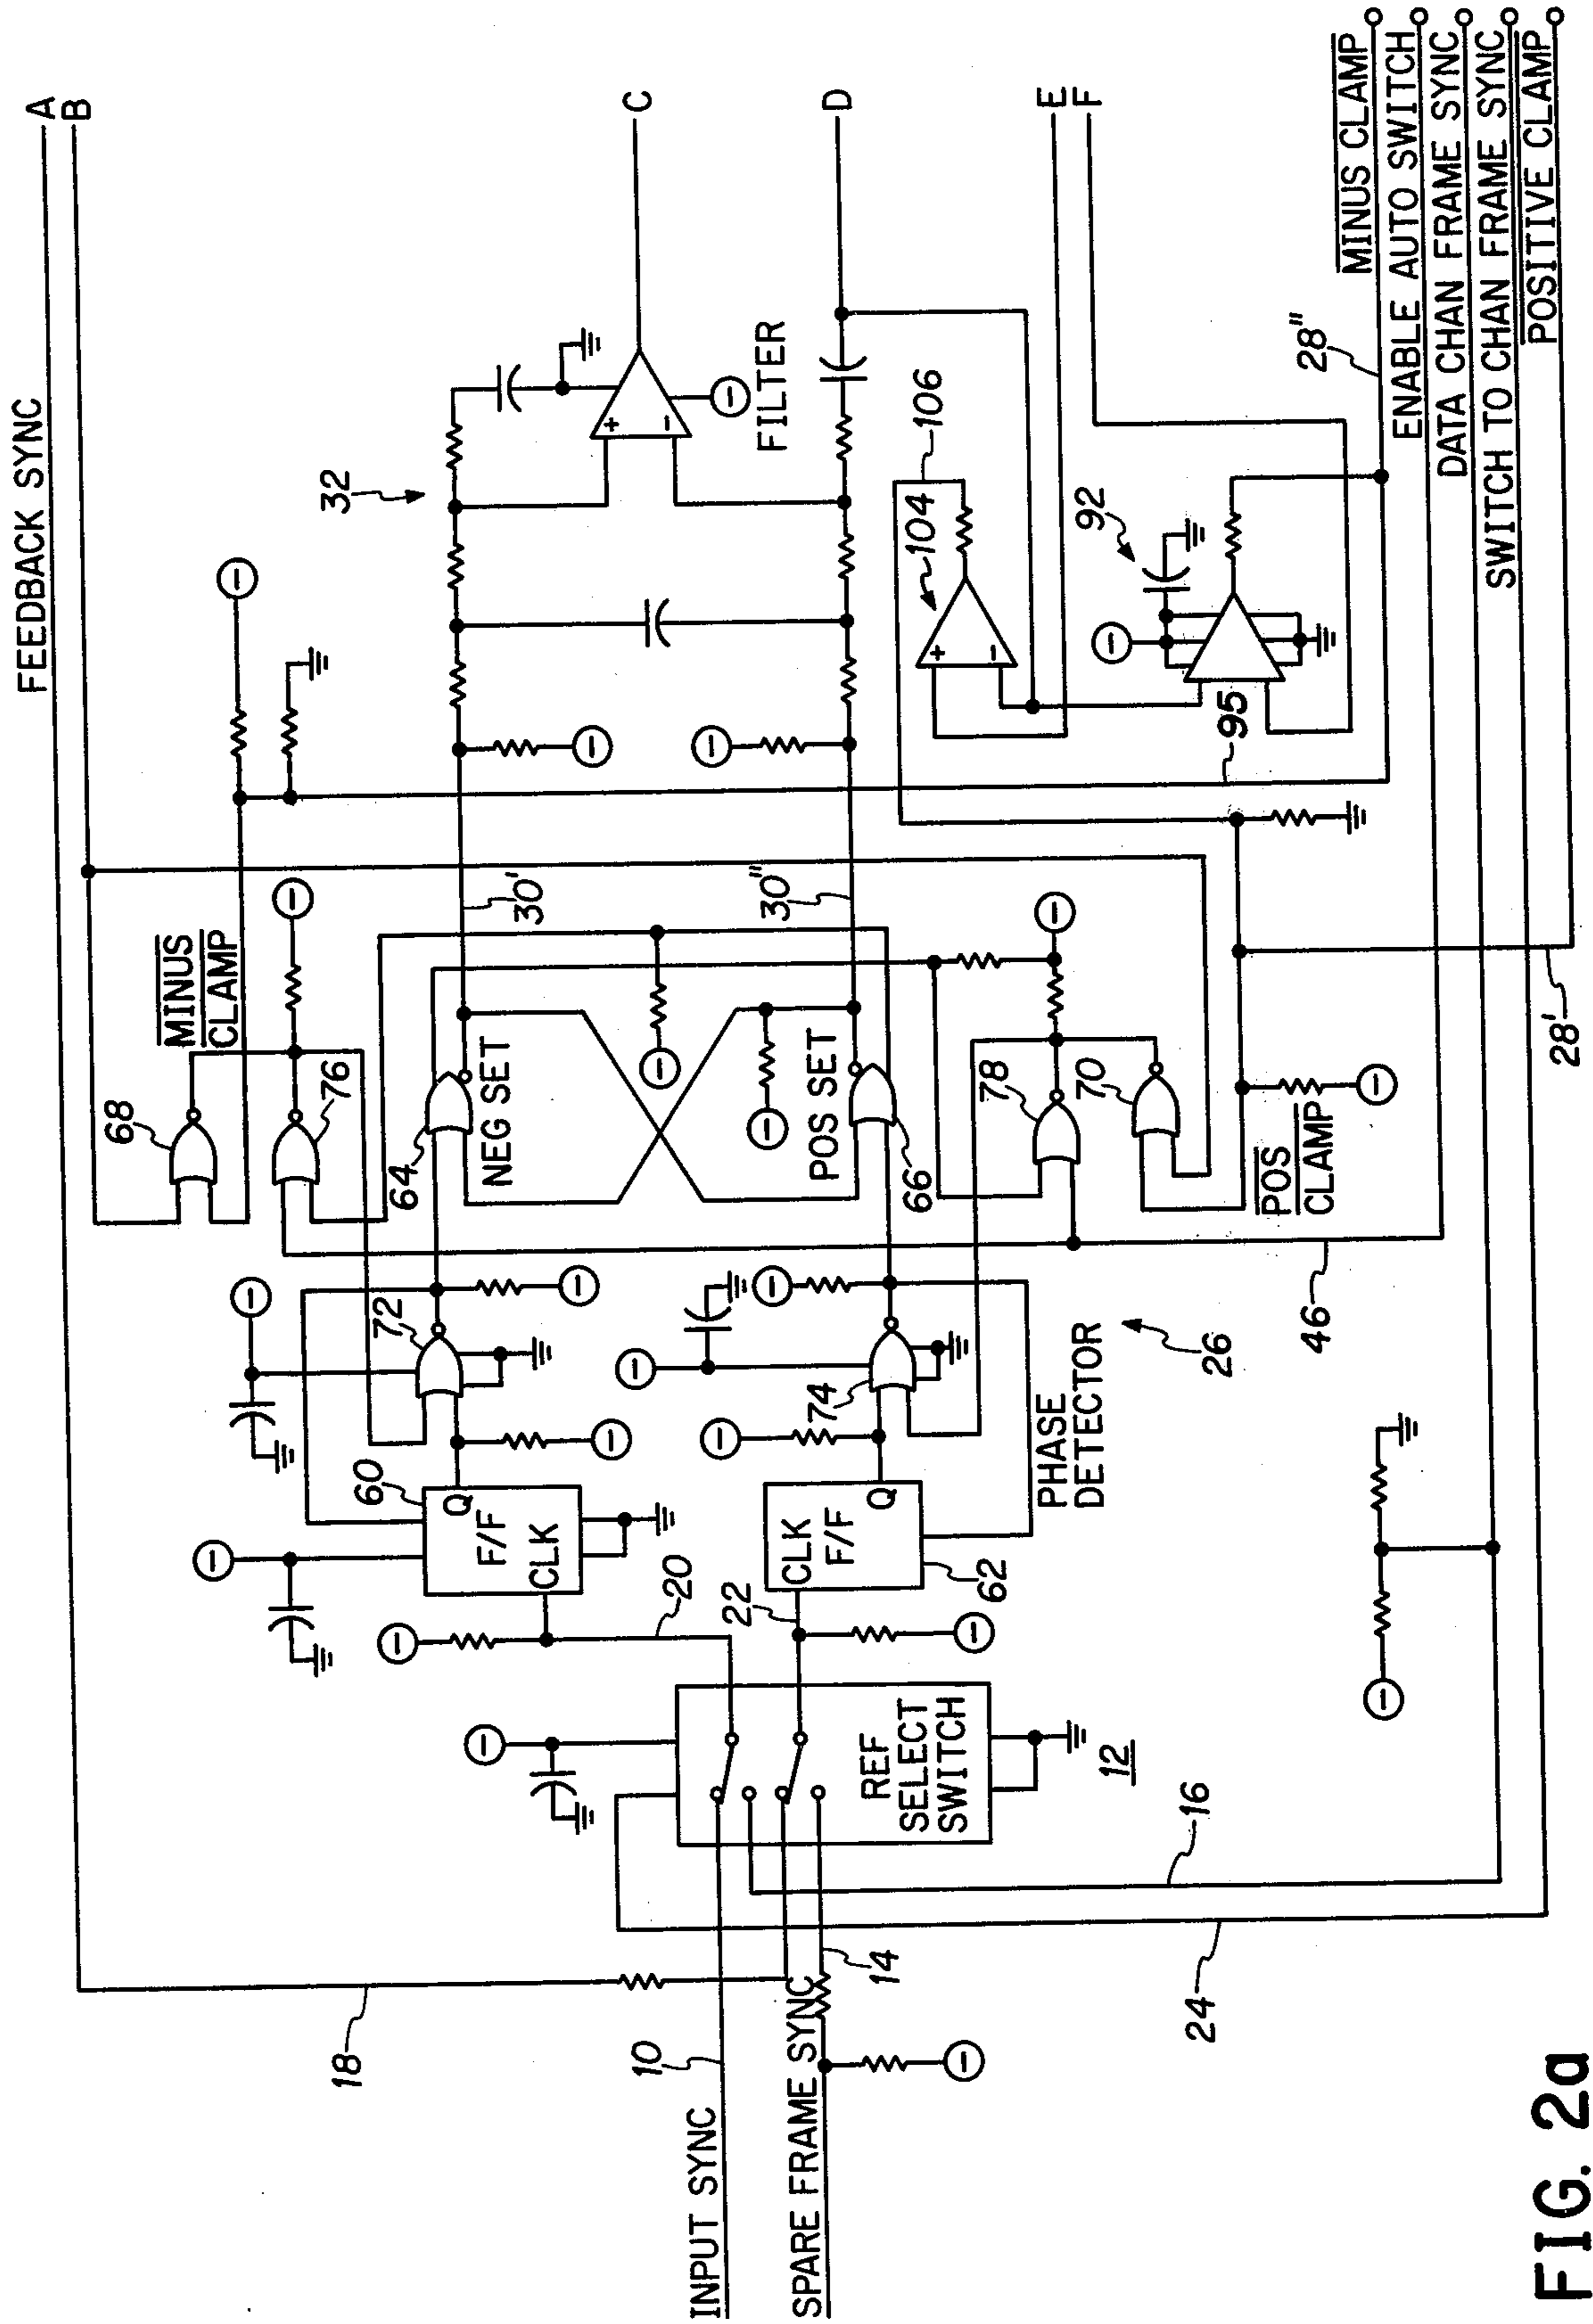 FEEDBACK SYNC
A
B
C
D
E
F
32
FILTER
MINUS
CLAMP
68
76
64
NEG SET
30'
30"
POS SET
66
104
106
92
95
28"
MINUS CLAMP
ENABLE AUTO SWITCH
DATA CHAN FRAME SYNC
SWITCH TO CHAN FRAME SYNC
POSITIVE CLAMP
28'
78
70
POS
CLAMP
46
72
74
PHASE
DETECTOR
26
60
Q
F/F
CLK
20
22
CLK
F/F
Q
62
REF
SELECT
SWITCH
12
16
14
24
18
10
INPUT SYNC
SPARE FRAME SYNC
+
−
+
−
FIG. 2a